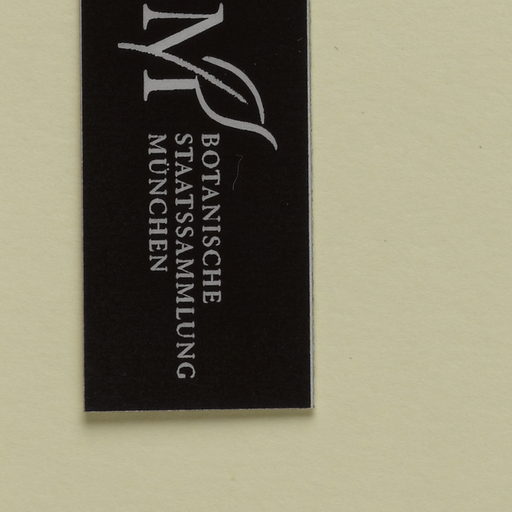 M
BOTANISCHE
STAATSSAMMLUNG
MÜNCHEN